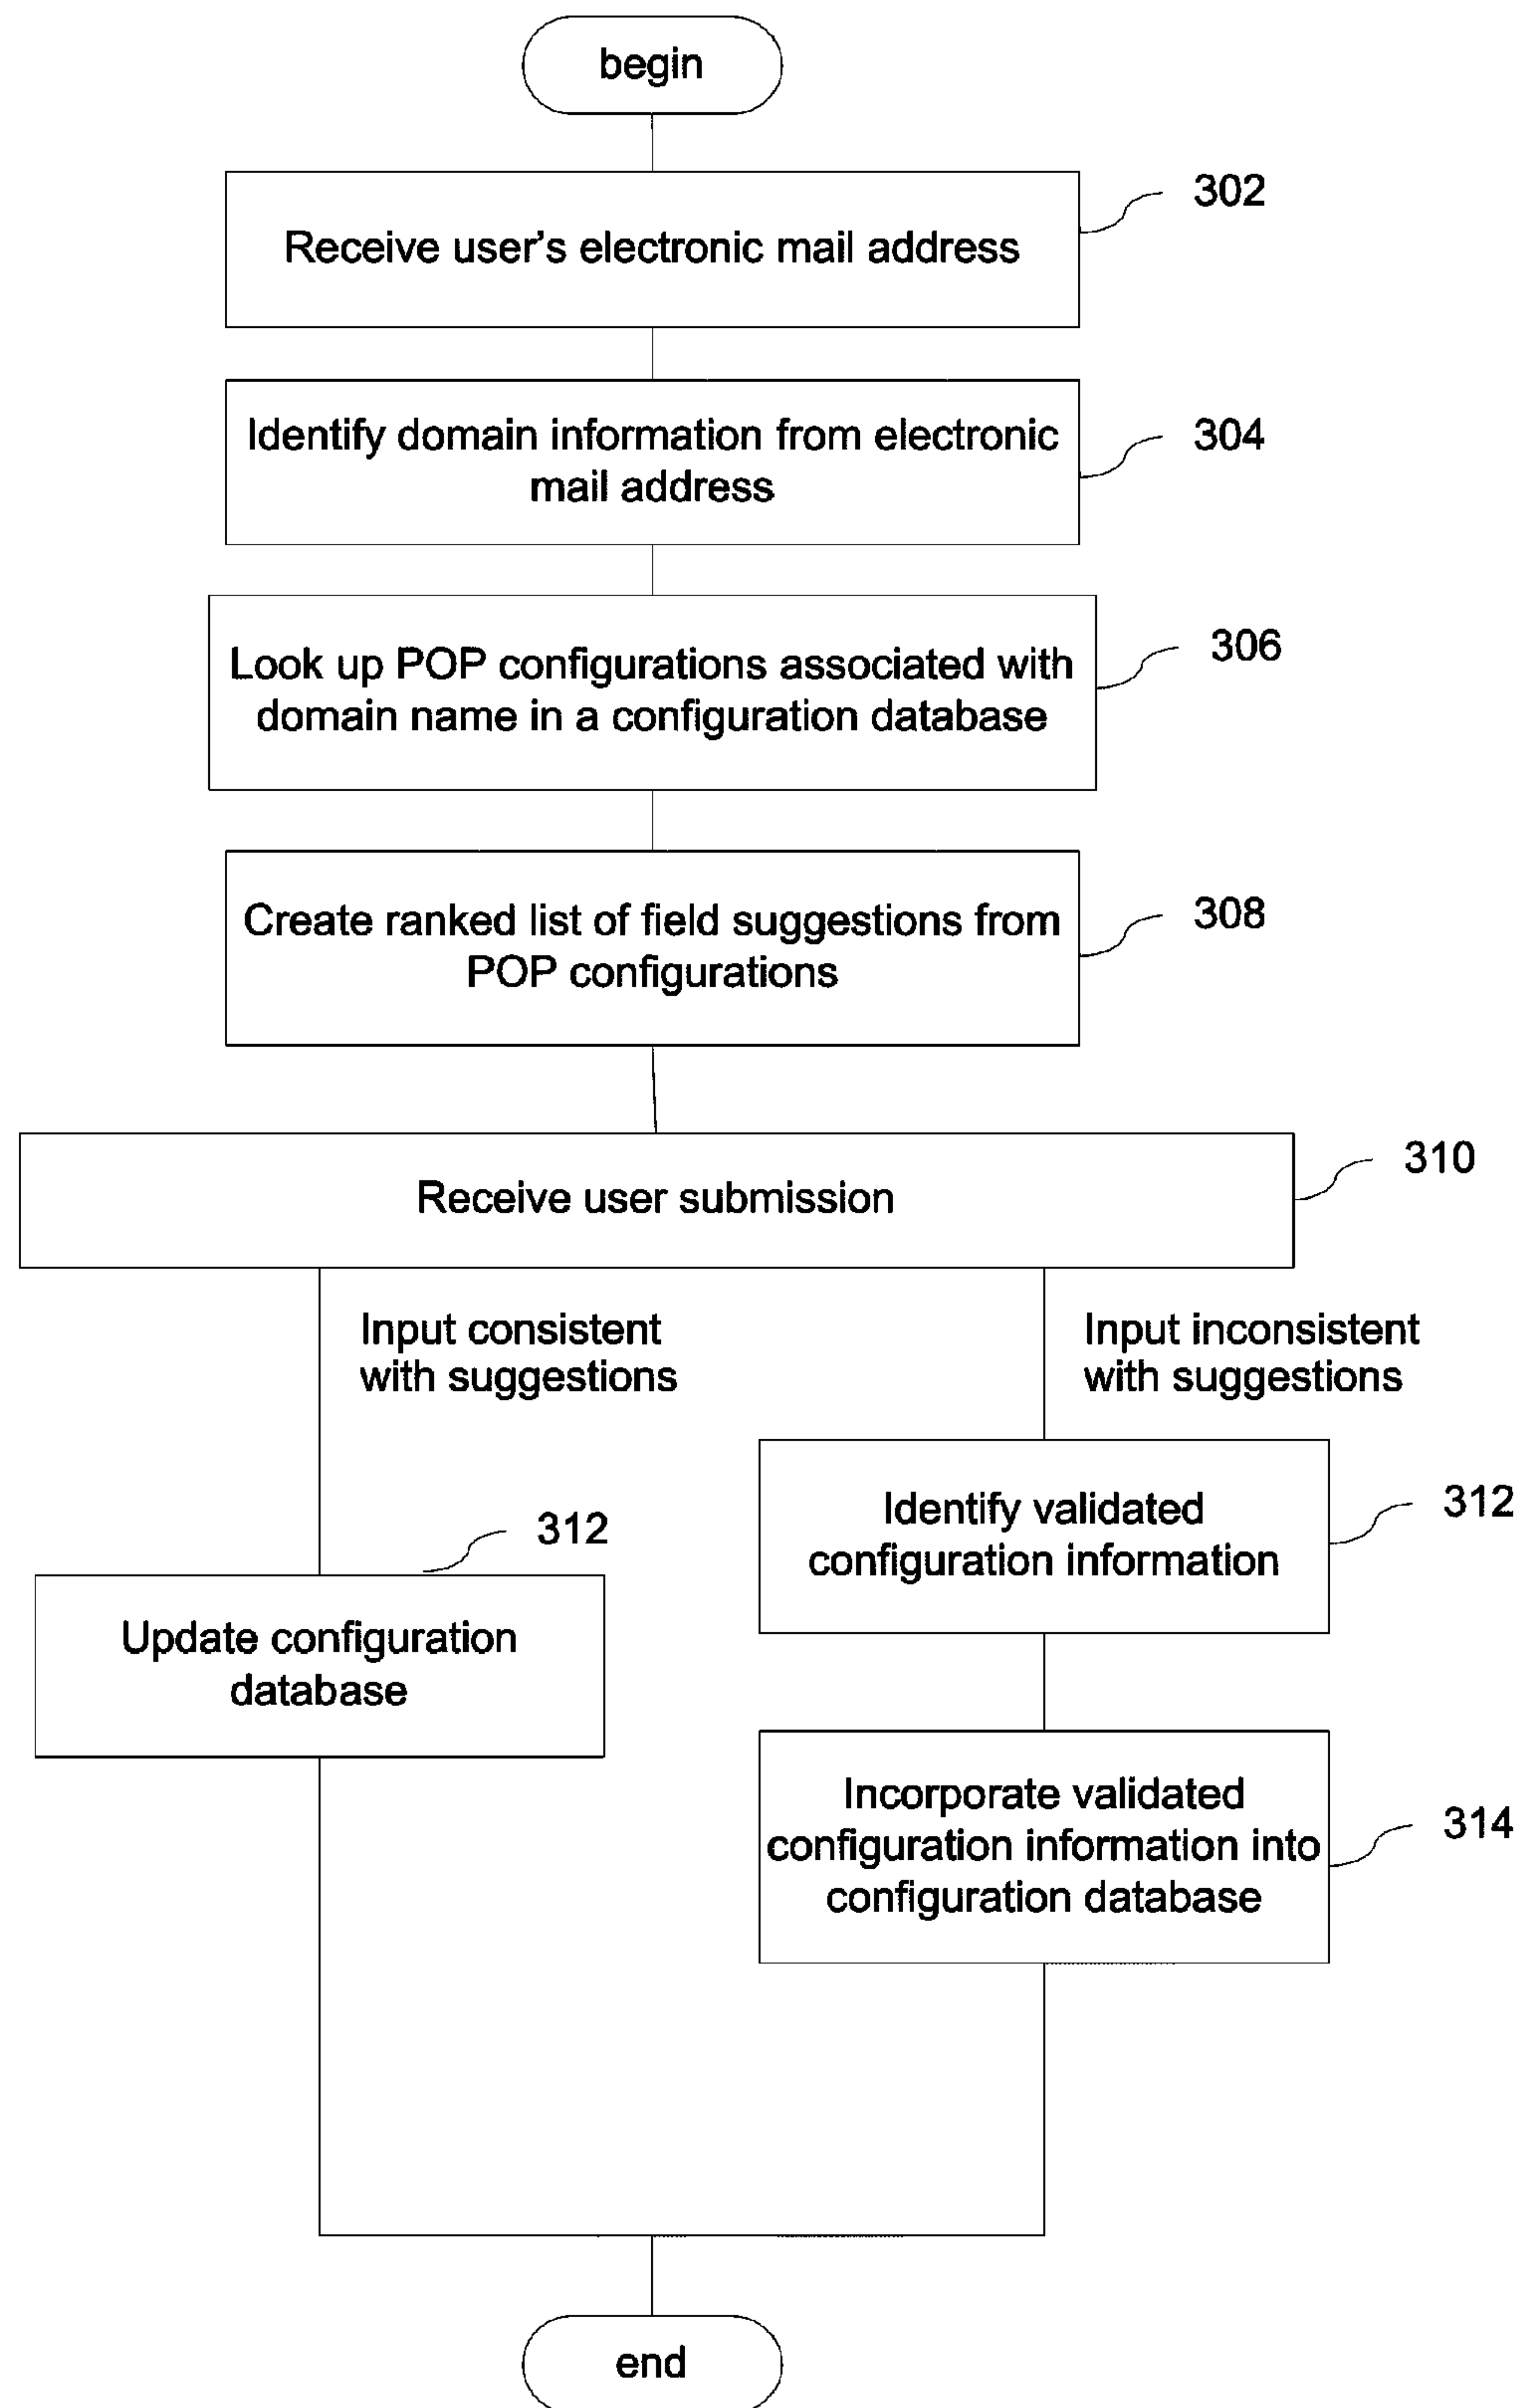 begin
302
Receive user's electronic mail address
Identify domain information from electronic
mail address
304
Look up POP configurations associated with
domain name in a configuration database
306
Create ranked list of field suggestions from
POP configurations
308
Receive user submission
310
Input consistent
with suggestions
Input inconsistent
with suggestions
312
Update configuration
database
Identify validated
configuration information
312
Incorporate validated
configuration information into
configuration database
314
end